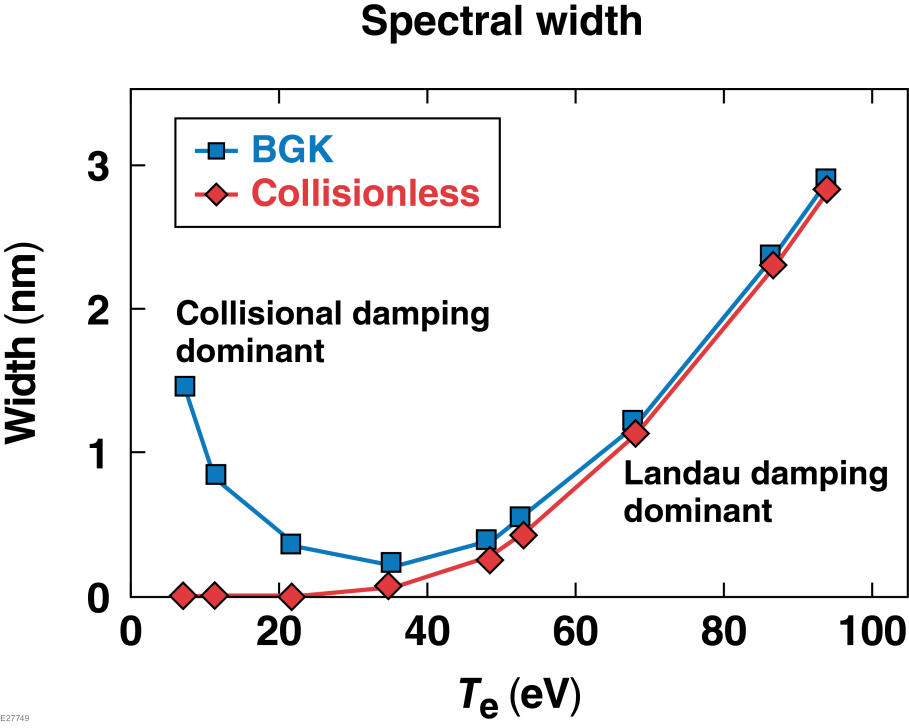 Spectral width
BGK
Collisionless
Collisional damping
dominant
Landau damping
dominant
3
2
1
0
0 20 40 60 80 100
Width (nm)
Te (eV)
E27749